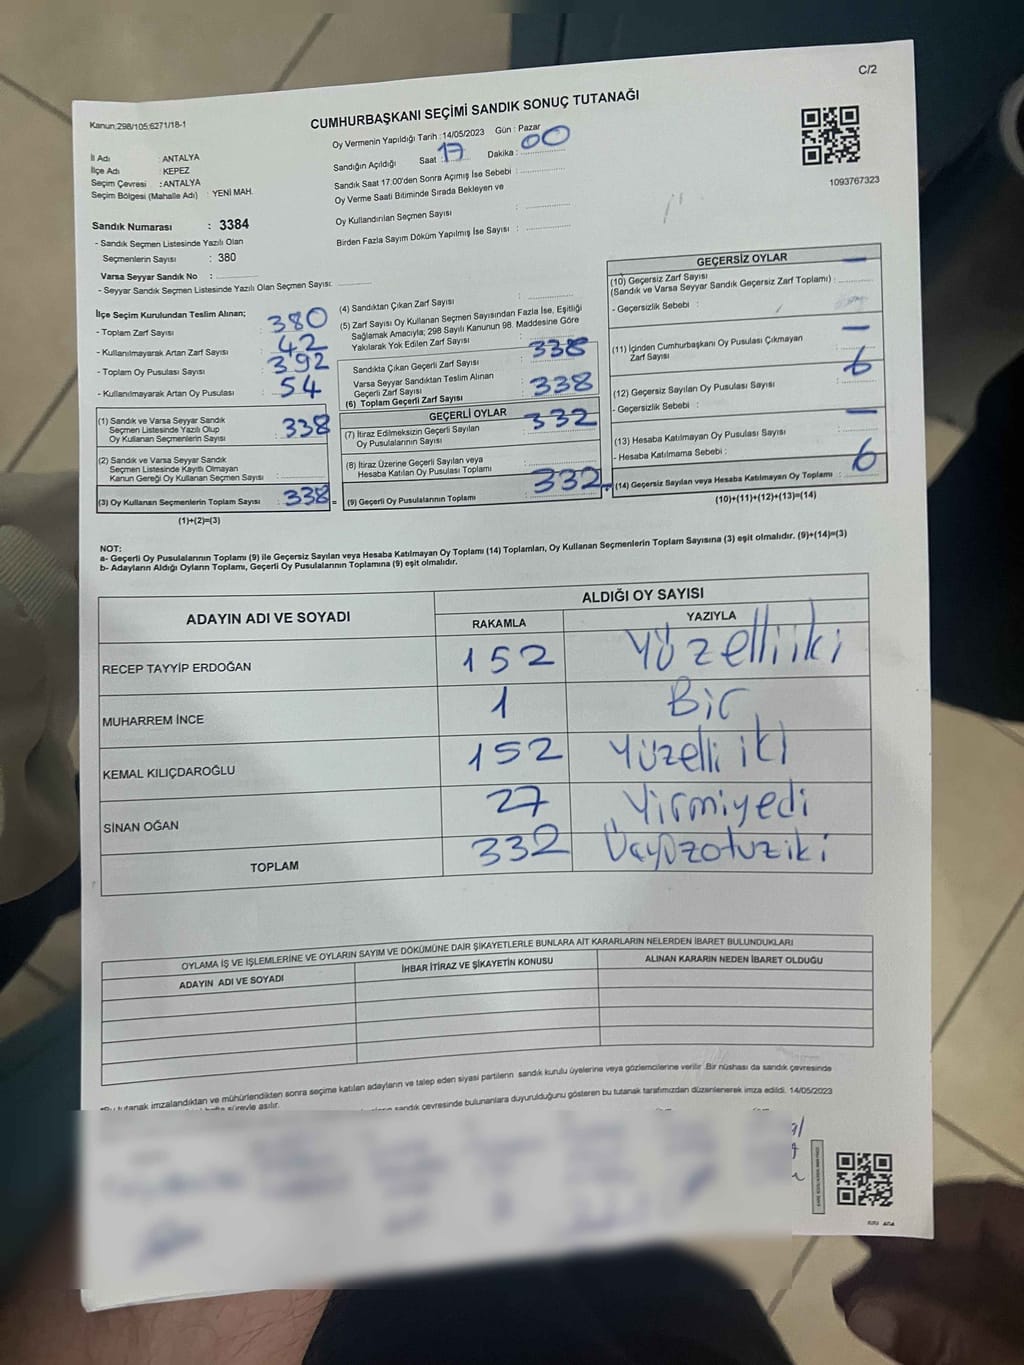 C/2
Kanun:298/105;6271/18-1
CUMHURBAŞKANI SEÇİMİ SANDIK SONUÇ TUTANAĞI
1093767323
İl Adı : ANTALYA
İlçe Adı : KEPEZ
Seçim Çevresi : ANTALYA
Seçim Bölgesi (Mahalle Adı) : YENİ MAH.
Sandık Numarası : 3384
- Sandık Seçmen Listesinde Yazılı Olan
Seçmenlerin Sayısı : 380
Varsa Seyyar Sandık No :
- Seyyar Sandık Seçmen Listesinde Yazılı Olan Seçmen Sayısı:
Oy Vermenin Yapıldığı Tarih :14/05/2023 Gün : Pazar
Sandığın Açıldığı Saat : 17 Dakika : 00
Sandık Saat 17:00'den Sonra Açımış İse Sebebi :
Oy Verme Saati Bitiminde Sırada Bekleyen ve
Oy Kullandırılan Seçmen Sayısı :
Birden Fazla Sayım Döküm Yapılmış İse Sayısı :
İlçe Seçim Kurulundan Teslim Alınan;
- Toplam Zarf Sayısı : 380
- Kullanılmayarak Artan Zarf Sayısı : 42
- Toplam Oy Pusulası Sayısı : 392
- Kullanılmayarak Artan Oy Pusulası : 54
(1) Sandık ve Varsa Seyyar Sandık
Seçmen Listesinde Yazılı Olup
Oy Kullanan Seçmenlerin Sayısı : 338
(2) Sandık ve Varsa Seyyar Sandık
Seçmen Listesinde Kayıtlı Olmayan
Kanun Gereği Oy Kullanan Seçmen Sayısı :
(3) Oy Kullanan Seçmenlerin Toplam Sayısı : 338
(1)+(2)=(3)
(4) Sandıktan Çıkan Zarf Sayısı :
(5) Zarf Sayısı Oy Kullanan Seçmen Sayısından Fazla İse, Eşitliği
Sağlamak Amacıyla; 298 Sayılı Kanunun 98. Maddesine Göre
Yakılarak Yok Edilen Zarf Sayısı :
Sandıkta Çıkan Geçerli Zarf Sayısı : 338
Varsa Seyyar Sandıktan Teslim Alınan
Geçerli Zarf Sayısı :
(6) Toplam Geçerli Zarf Sayısı : 338
GEÇERLİ OYLAR
(7) İtiraz Edilmeksizin Geçerli Sayılan
Oy Pusulalarının Sayısı : 332
(8) İtiraz Üzerine Geçerli Sayılan veya
Hesaba Katılan Oy Pusulası Toplamı :
= (9) Geçerli Oy Pusulalarının Toplamı : 332
GEÇERSİZ OYLAR
(10) Geçersiz Zarf Sayısı
(Sandık ve Varsa Seyyar Sandık Geçersiz Zarf Toplamı) : —
- Geçersizlik Sebebi :
(11) İçinden Cumhurbaşkanı Oy Pusulası Çıkmayan
Zarf Sayısı : —
(12) Geçersiz Sayılan Oy Pusulası Sayısı : 6
- Geçersizlik Sebebi :
(13) Hesaba Katılmayan Oy Pusulası Sayısı : —
- Hesaba Katılmama Sebebi :
(14) Geçersiz Sayılan veya Hesaba Katılmayan Oy Toplamı : 6
(10)+(11)+(12)+(13)=(14)
NOT:
a- Geçerli Oy Pusulalarının Toplamı (9) ile Geçersiz Sayılan veya Hesaba Katılmayan Oy Toplamı (14) Toplamları, Oy Kullanan Seçmenlerin Toplam Sayısına (3) eşit olmalıdır. (9)+(14)=(3)
b- Adayların Aldığı Oyların Toplamı, Geçerli Oy Pusulalarının Toplamına (9) eşit olmalıdır.
ADAYIN ADI VE SOYADI
ALDIĞI OY SAYISI
RAKAMLA YAZIYLA
RECEP TAYYİP ERDOĞAN 152 Yüzelliiki
MUHARREM İNCE 1 Bir
KEMAL KILIÇDAROĞLU 152 Yüzelli iki
SİNAN OĞAN 27 Yirmiyedi
TOPLAM 332 Üçyüzotuziki
OYLAMA İŞ VE İŞLEMLERİNE VE OYLARIN SAYIM VE DÖKÜMÜNE DAİR ŞİKAYETLERLE BUNLARA AİT KARARLARIN NELERDEN İBARET BULUNDUKLARI
ADAYIN ADI VE SOYADI İHBAR İTİRAZ VE ŞİKAYETİN KONUSU ALINAN KARARIN NEDEN İBARET OLDUĞU
tutanak imzalandıktan ve mühürlendikten sonra seçime katılan adayların ve talep eden siyasi partilerin sandık kurulu üyelerine veya gözlemcilerine verilir. Bir nüshası da sandık çevresinde
süreyle asılır.
sandık çevresinde bulunanlara duyurulduğunu gösteren bu tutanak tarafımızdan düzenlenerek imza edildi. 14/05/2023